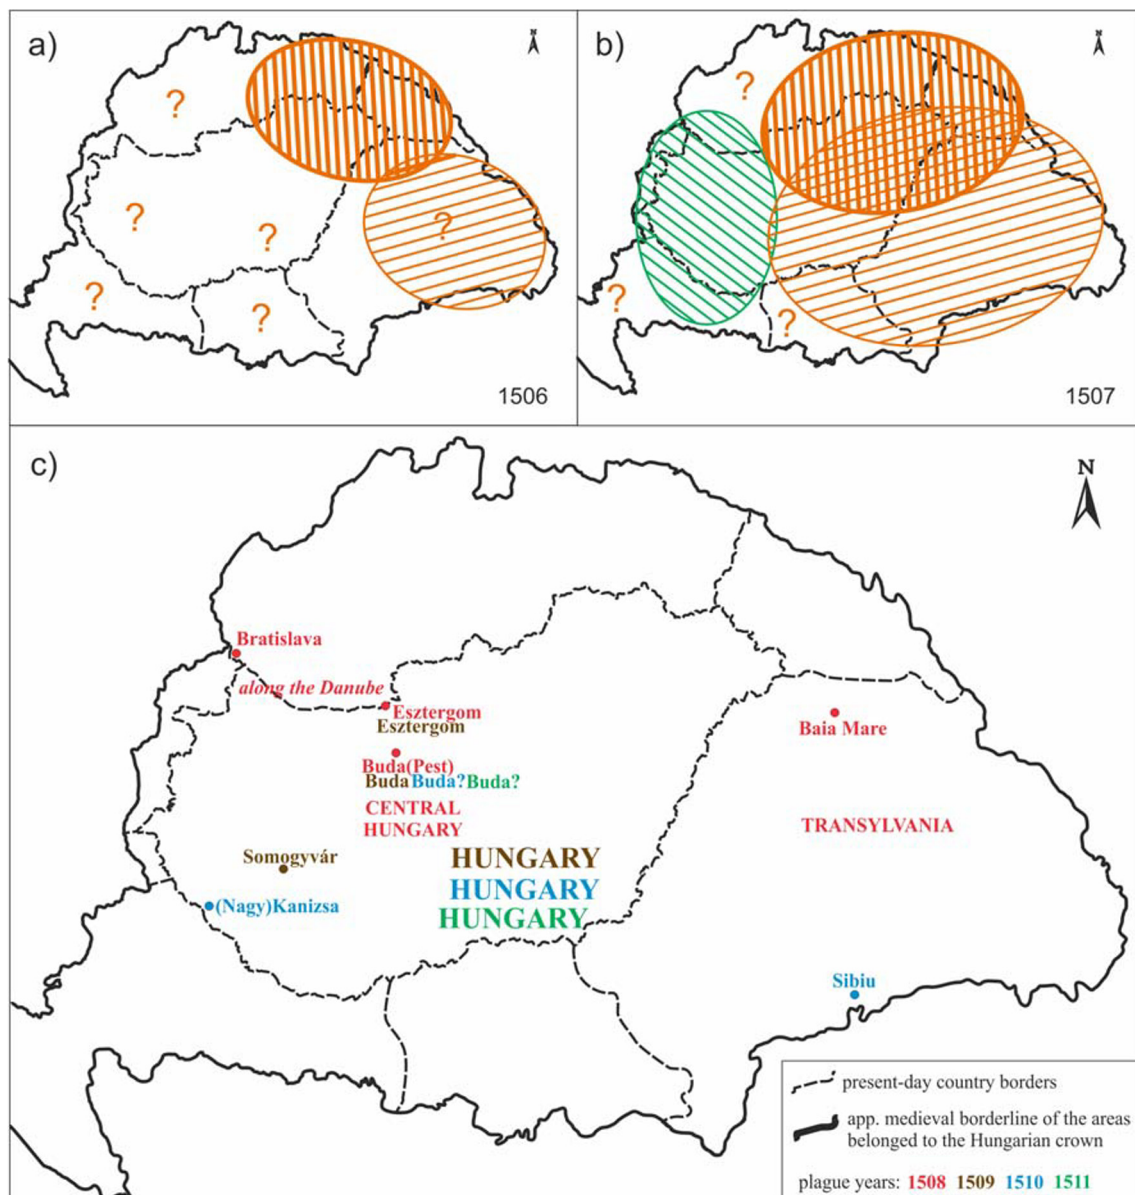 a)
N
?
?
?
?
?
?
1506
b)
N
?
?
?
1507
c)
N
Bratislava
along the Danube
Esztergom
Esztergom
Baia Mare
Buda(Pest)
Buda Buda? Buda?
CENTRAL
HUNGARY
TRANSYLVANIA
Somogyvár
HUNGARY
HUNGARY
(Nagy)Kanizsa
HUNGARY
Sibiu
present-day country borders
app. medieval borderline of the areas
belonged to the Hungarian crown
plague years: 1508 1509 1510 1511